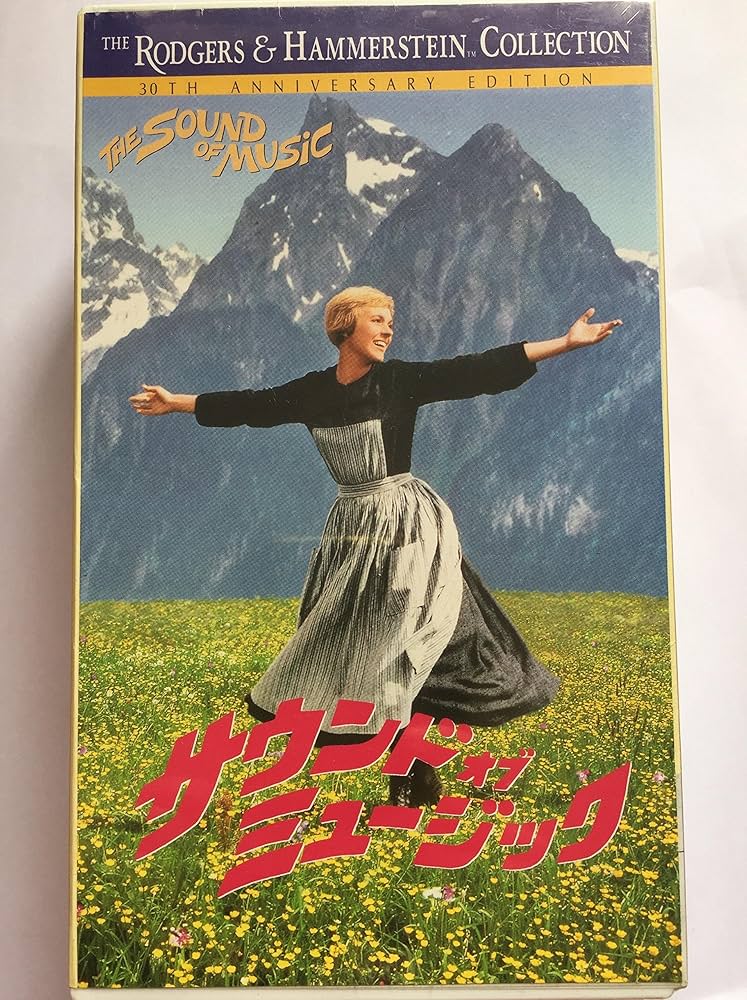 THE RODGERS & HAMMERSTEIN™ COLLECTION
30TH ANNIVERSARY EDITION
THE SOUND
OF MUSIC
サウンド オブ
ミュージック